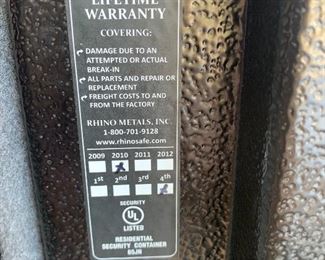 LIFETIME
WARRANTY
COVERING:
DAMAGE DUE TO AN
ATTEMPTED OR ACTUAL
BREAK-IN
ALL PARTS AND REPAIR OR
REPLACEMENT
FREIGHT COSTS TO AND
FROM THE FACTORY
RHINO METALS, INC.
1-800-701-9128
www.rhinosafe.com
2009 2010 2011 2012
1st 2nd 3rd 4th
SECURITY
UL
LISTED
RESIDENTIAL
SECURITY CONTAINER